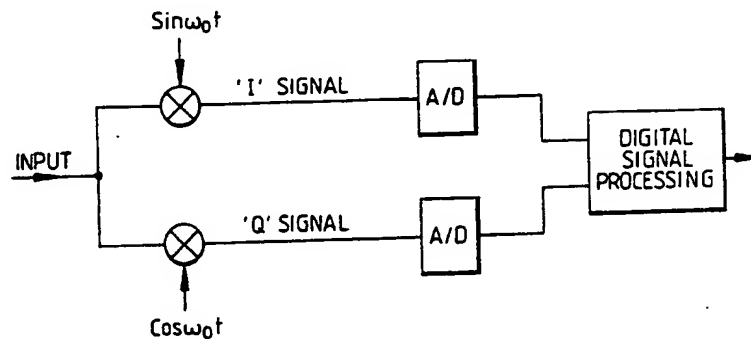 Sinω₀t
'I' SIGNAL
A/D
INPUT
DIGITAL
SIGNAL
PROCESSING
'Q' SIGNAL
A/D
Cosω₀t